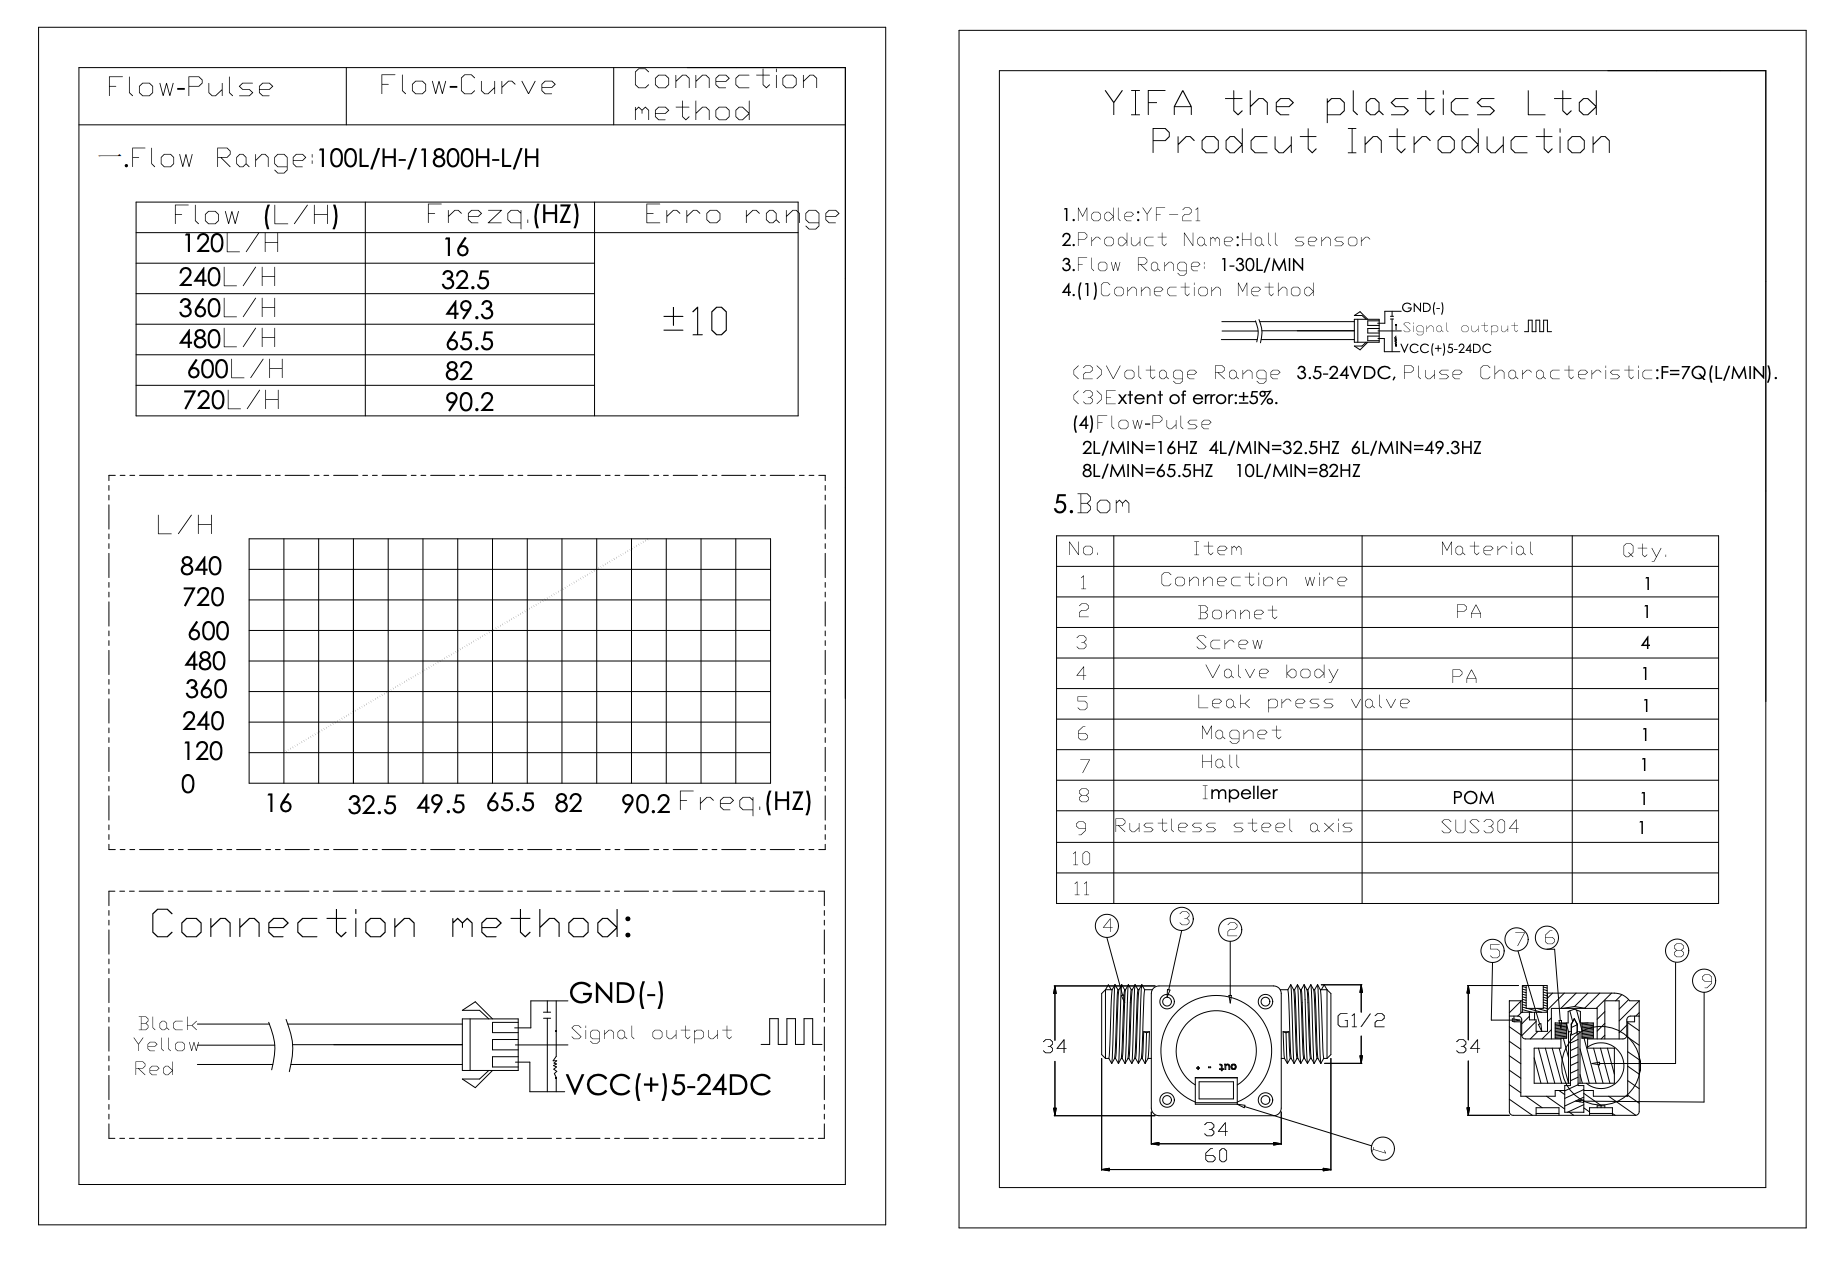 Flow-Pulse
Flow-Curve
Connection
method
一.Flow Range:100L/H-/1800H-L/H
Flow (L/H) Frezq.(HZ) Erro range
120L/H 16
240L/H 32.5
360L/H 49.3
±10
480L/H 65.5
600L/H 82
720L/H 90.2
L/H
840
720
600
480
360
240
120
0
16 32.5 49.5 65.5 82 90.2 Freq.(HZ)
Connection method:
GND(-)
Black
Signal output
Yellow
Red
VCC(+)5-24DC
YIFA the plastics Ltd
Prodcut Introduction
1.Modle:YF-21
2.Product Name:Hall sensor
3.Flow Range: 1-30L/MIN
4.(1)Connection Method
GND(-)
Signal output
VCC(+)5-24DC
(2)Voltage Range 3.5-24VDC, Pluse Characteristic:F=7Q(L/MIN).
(3)Extent of error:±5%.
(4)Flow-Pulse
2L/MIN=16HZ 4L/MIN=32.5HZ 6L/MIN=49.3HZ
8L/MIN=65.5HZ 10L/MIN=82HZ
5.Bom
No. Item Material Qty.
1 Connection wire 1
2 Bonnet PA 1
3 Screw 4
4 Valve body PA 1
5 Leak press valve 1
6 Magnet 1
7 Hall 1
8 Impeller POM 1
9 Rustless steel axis SUS304 1
10
11
4 3 2
5 7 6 8
9
34 G1/2 34
+ - out
34
60
1